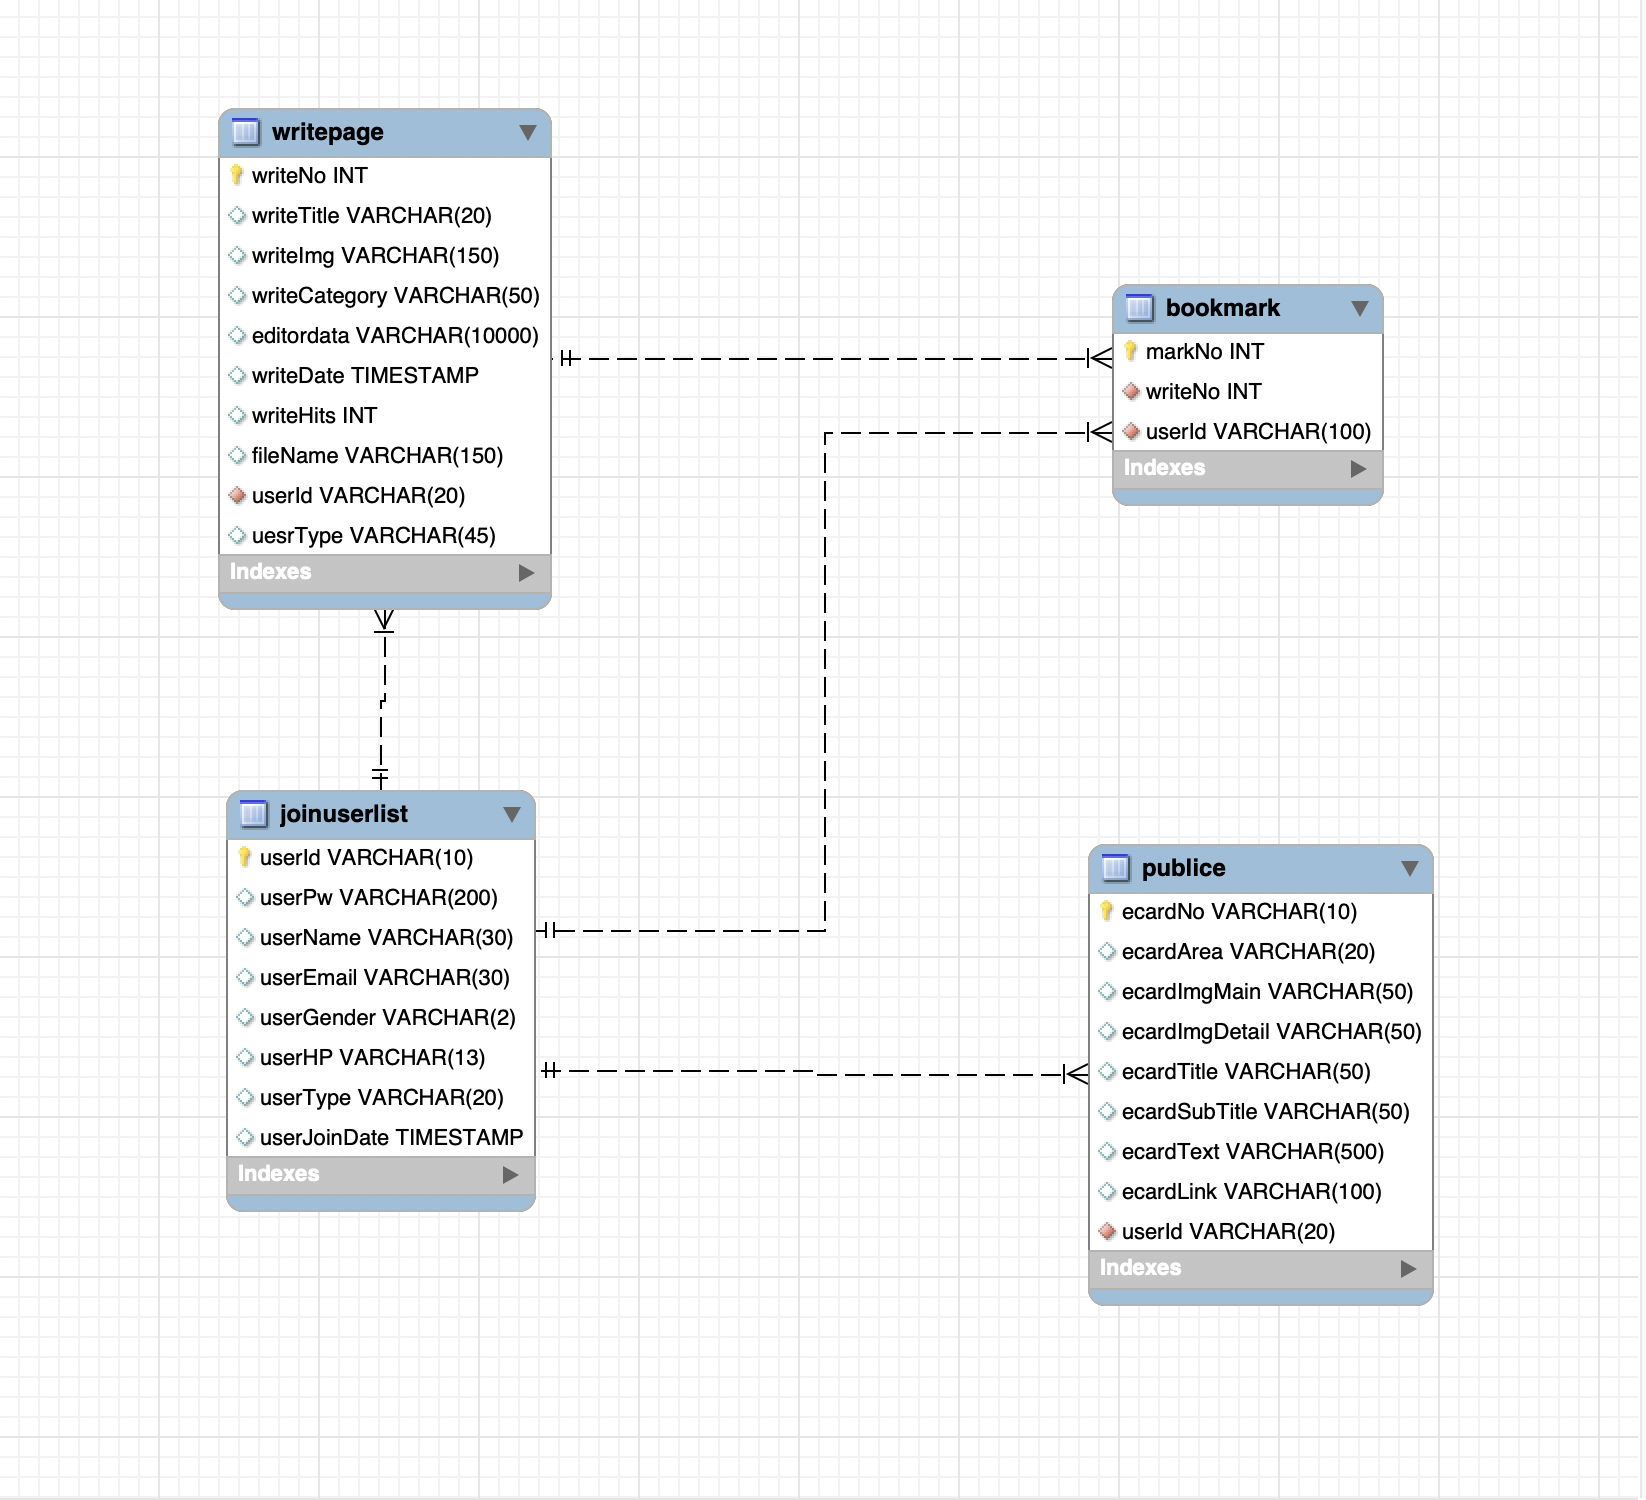 writepage
writeNo INT
writeTitle VARCHAR(20)
writeImg VARCHAR(150)
writeCategory VARCHAR(50)
editordata VARCHAR(10000)
writeDate TIMESTAMP
writeHits INT
fileName VARCHAR(150)
userId VARCHAR(20)
uesrType VARCHAR(45)
Indexes
bookmark
markNo INT
writeNo INT
userId VARCHAR(100)
Indexes
joinuserlist
userId VARCHAR(10)
userPw VARCHAR(200)
userName VARCHAR(30)
userEmail VARCHAR(30)
userGender VARCHAR(2)
userHP VARCHAR(13)
userType VARCHAR(20)
userJoinDate TIMESTAMP
Indexes
publice
ecardNo VARCHAR(10)
ecardArea VARCHAR(20)
ecardImgMain VARCHAR(50)
ecardImgDetail VARCHAR(50)
ecardTitle VARCHAR(50)
ecardSubTitle VARCHAR(50)
ecardText VARCHAR(500)
ecardLink VARCHAR(100)
userId VARCHAR(20)
Indexes